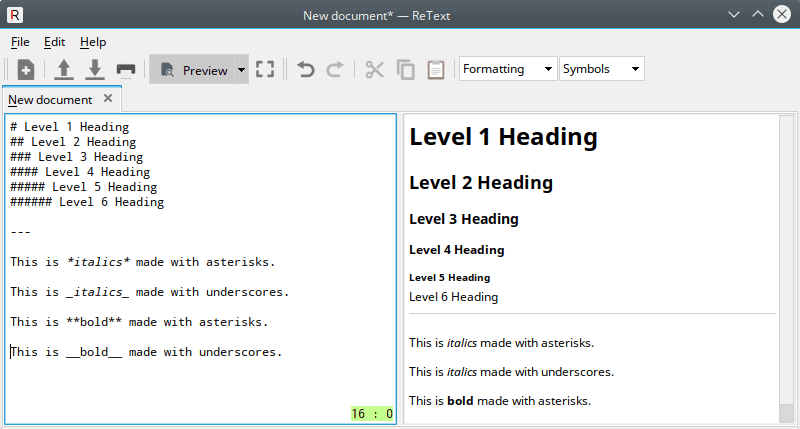 R New document* — ReText
File Edit Help
Preview Formatting Symbols
New document
# Level 1 Heading
## Level 2 Heading
### Level 3 Heading
#### Level 4 Heading
##### Level 5 Heading
###### Level 6 Heading
---
This is *italics* made with asterisks.
This is _italics_ made with underscores.
This is **bold** made with asterisks.
This is __bold__ made with underscores.
16 : 0
Level 1 Heading
Level 2 Heading
Level 3 Heading
Level 4 Heading
Level 5 Heading
Level 6 Heading
This is italics made with asterisks.
This is italics made with underscores.
This is bold made with asterisks.